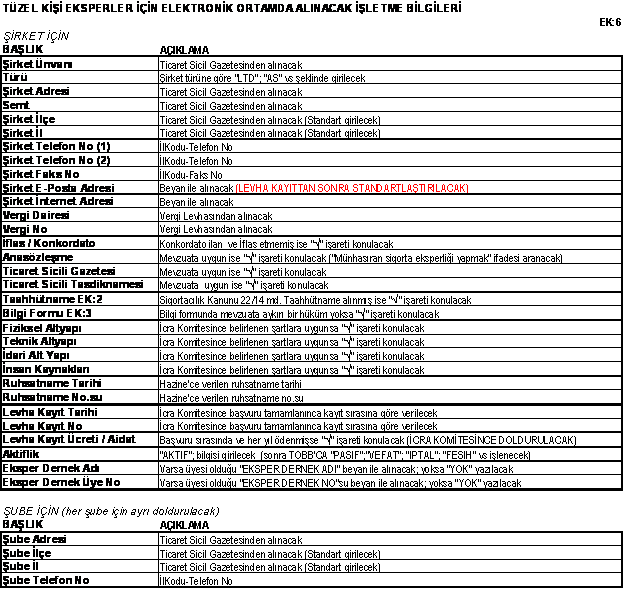 TÜZEL KİŞİ EKSPERLER İÇİN ELEKTRONİK ORTAMDA ALINACAK İŞLETME BİLGİLERİ
EK:6
ŞİRKET İÇİN
BAŞLIK AÇIKLAMA
Şirket Ünvanı Ticaret Sicil Gazetesinden alınacak
Türü Şirket türüne göre "LTD"; "AS" vs şeklinde girilecek
Şirket Adresi Ticaret Sicil Gazetesinden alınacak
Semt Ticaret Sicil Gazetesinden alınacak
Şirket İlçe Ticaret Sicil Gazetesinden alınacak (Standart girilecek)
Şirket İl Ticaret Sicil Gazetesinden alınacak (Standart girilecek)
Şirket Telefon No (1) İlKodu-Telefon No
Şirket Telefon No (2) İlKodu-Telefon No
Şirket Faks No İlKodu-Faks No
Şirket E-Posta Adresi Beyan ile alınacak (LEVHA KAYITTAN SONRA STANDARTLAŞTIRILACAK)
Şirket İnternet Adresi Beyan ile alınacak
Vergi Dairesi Vergi Levhasından alınacak
Vergi No Vergi Levhasından alınacak
İflas / Konkordato Konkordato ilan ve İflas etmemiş ise "√" işareti konulacak
Anasözleşme Mevzuata uygun ise "√" işareti konulacak ("Münhasıran sigorta eksperliği yapmak" ifadesi aranacak)
Ticaret Sicili Gazetesi Mevzuata uygun ise "√" işareti konulacak
Ticaret Sicili Tasdiknamesi Mevzuata uygun ise "√" işareti konulacak
Taahhütname EK:2 Sigortacılık Kanunu 22/14 md. Taahhütname alınmış ise "√" işareti konulacak
Bilgi Formu EK:3 Bilgi formunda mevzuata aykırı bir hüküm yoksa "√" işareti konulacak
Fiziksel Altyapı İcra Komitesince belirlenen şartlara uygunsa "√" işareti konulacak
Teknik Altyapı İcra Komitesince belirlenen şartlara uygunsa "√" işareti konulacak
İdari Alt Yapı İcra Komitesince belirlenen şartlara uygunsa "√" işareti konulacak
İnsan Kaynakları İcra Komitesince belirlenen şartlara uygunsa "√" işareti konulacak
Ruhsatname Tarihi Hazine'ce verilen ruhsatname tarihi
Ruhsatname No.su Hazine'ce verilen ruhsatname no.su
Levha Kayıt Tarihi İcra Komitesince başvuru tamamlanınca kayıt sırasına göre verilecek
Levha Kayıt No İcra Komitesince başvuru tamamlanınca kayıt sırasına göre verilecek
Levha Kayıt Ücreti / Aidat Başvuru sırasında ve her yıl ödenmişse "√" işareti konulacak (İCRA KOMİTESİNCE DOLDURULACAK)
Aktiflik "AKTİF"; bilgisi girilecek (sonra TOBB'CA "PASİF";"VEFAT"; "İPTAL"; "FESİH" vs işlenecek)
Eksper Dernek Adı Varsa üyesi olduğu "EKSPER DERNEK ADI" beyan ile alınacak; yoksa "YOK" yazılacak
Eksper Dernek Üye No Varsa üyesi olduğu "EKSPER DERNEK NO"su beyan ile alınacak; yoksa "YOK" yazılacak
ŞUBE İÇİN (her şube için ayrı doldurulacak)
BAŞLIK AÇIKLAMA
Şube Adresi Ticaret Sicil Gazetesinden alınacak
Şube İlçe Ticaret Sicil Gazetesinden alınacak (Standart girilecek)
Şube İl Ticaret Sicil Gazetesinden alınacak (Standart girilecek)
Şube Telefon No İlKodu-Telefon No